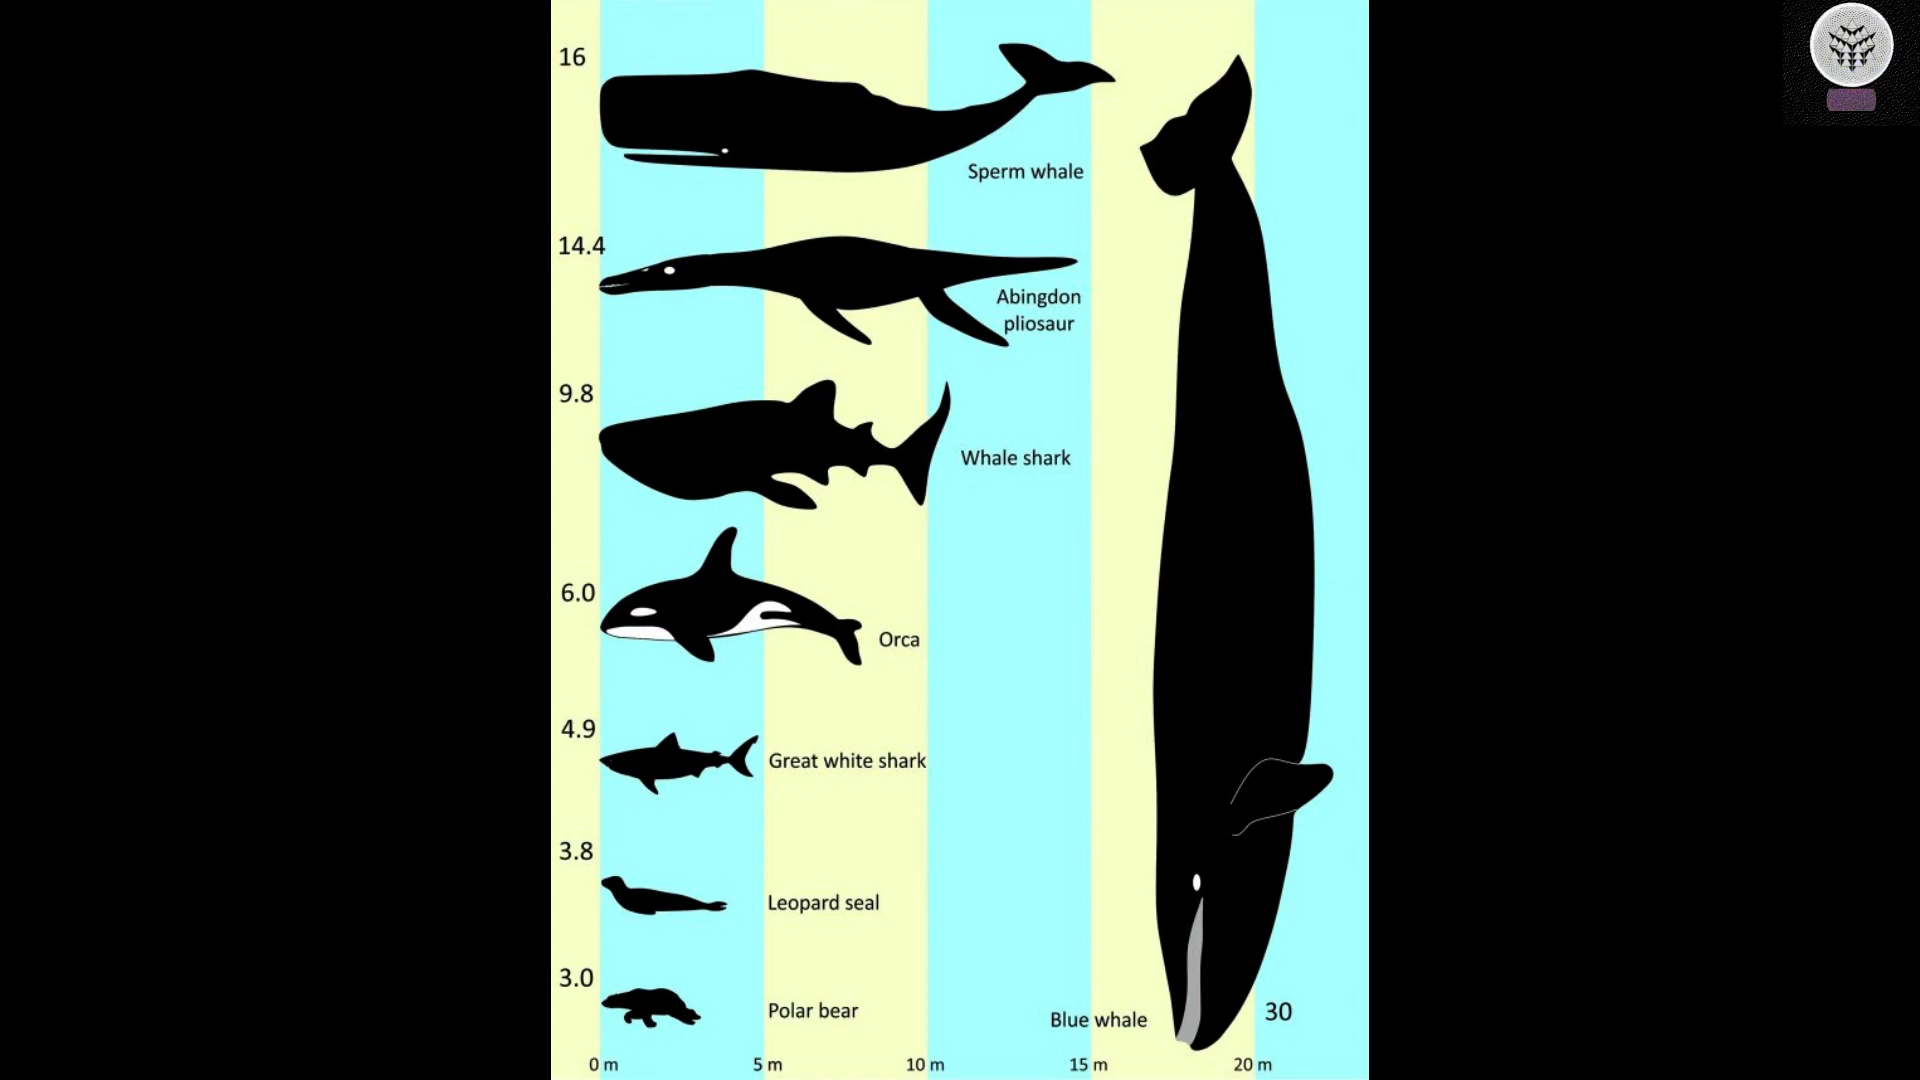 16
Sperm whale
14.4
Abingdon
pliosaur
9.8
Whale shark
6.0
Orca
4.9
Great white shark
3.8
Leopard seal
3.0
Polar bear
Blue whale
30
0 m
5 m
10 m
15 m
20 m